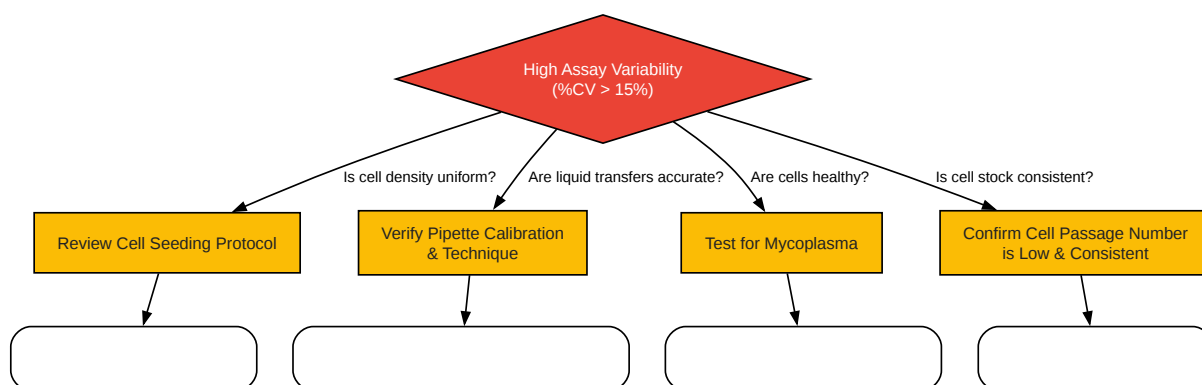 High Assay Variability
(%CV > 15%)
Is cell density uniform?
Are liquid transfers accurate?
Are cells healthy?
Is cell stock consistent?
Review Cell Seeding Protocol
Verify Pipette Calibration
& Technique
Test for Mycoplasma
Confirm Cell Passage Number
is Low & Consistent